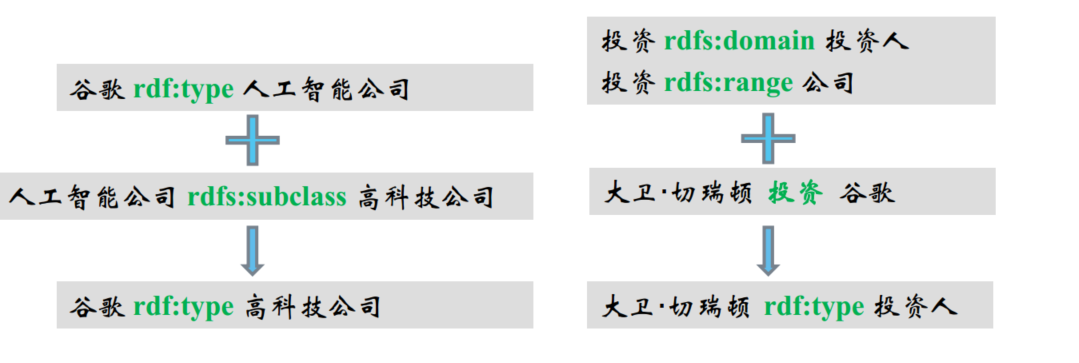 谷歌 rdf:type 人工智能公司
人工智能公司 rdfs:subclass 高科技公司
谷歌 rdf:type 高科技公司
投资 rdfs:domain 投资人
投资 rdfs:range 公司
大卫·切瑞顿 投资 谷歌
大卫·切瑞顿 rdf:type 投资人